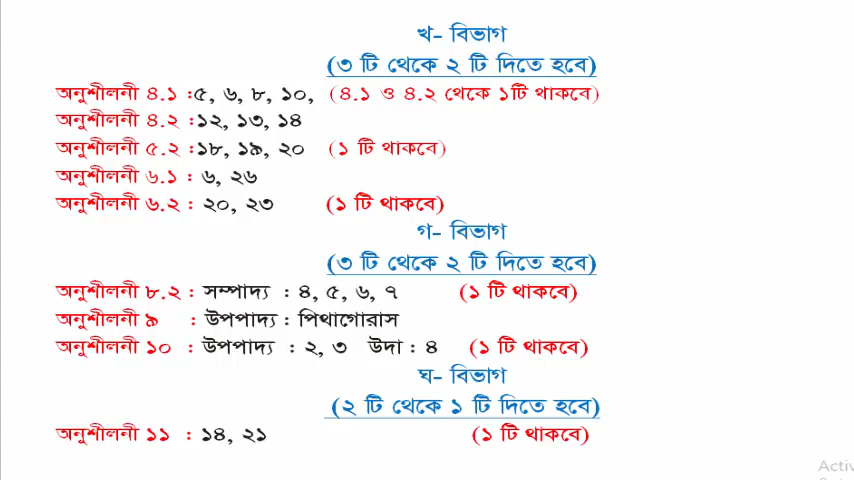 খ- বিভাগ
(৩ টি থেকে ২ টি দিতে হবে)
অনুশীলনী ৪.১ :৫, ৬, ৮, ১০, (৪.১ ও ৪.২ থেকে ১টি থাকবে)
অনুশীলনী ৪.২ :১২, ১৩, ১৪
অনুশীলনী ৫.২ :১৮, ১৯, ২০ (১ টি থাকবে)
অনুশীলনী ৬.১ : ৬, ২৬
অনুশীলনী ৬.২ : ২০, ২৩ (১ টি থাকবে)
গ- বিভাগ
(৩ টি থেকে ২ টি দিতে হবে)
অনুশীলনী ৮.২ : সম্পাদ্য : ৪, ৫, ৬, ৭ (১ টি থাকবে)
অনুশীলনী ৯ : উপপাদ্য : পিথাগোরাস
অনুশীলনী ১০ : উপপাদ্য : ২, ৩ উদা : ৪ (১ টি থাকবে)
ঘ- বিভাগ
(২ টি থেকে ১ টি দিতে হবে)
অনুশীলনী ১১ : ১৪, ২১ (১ টি থাকবে)